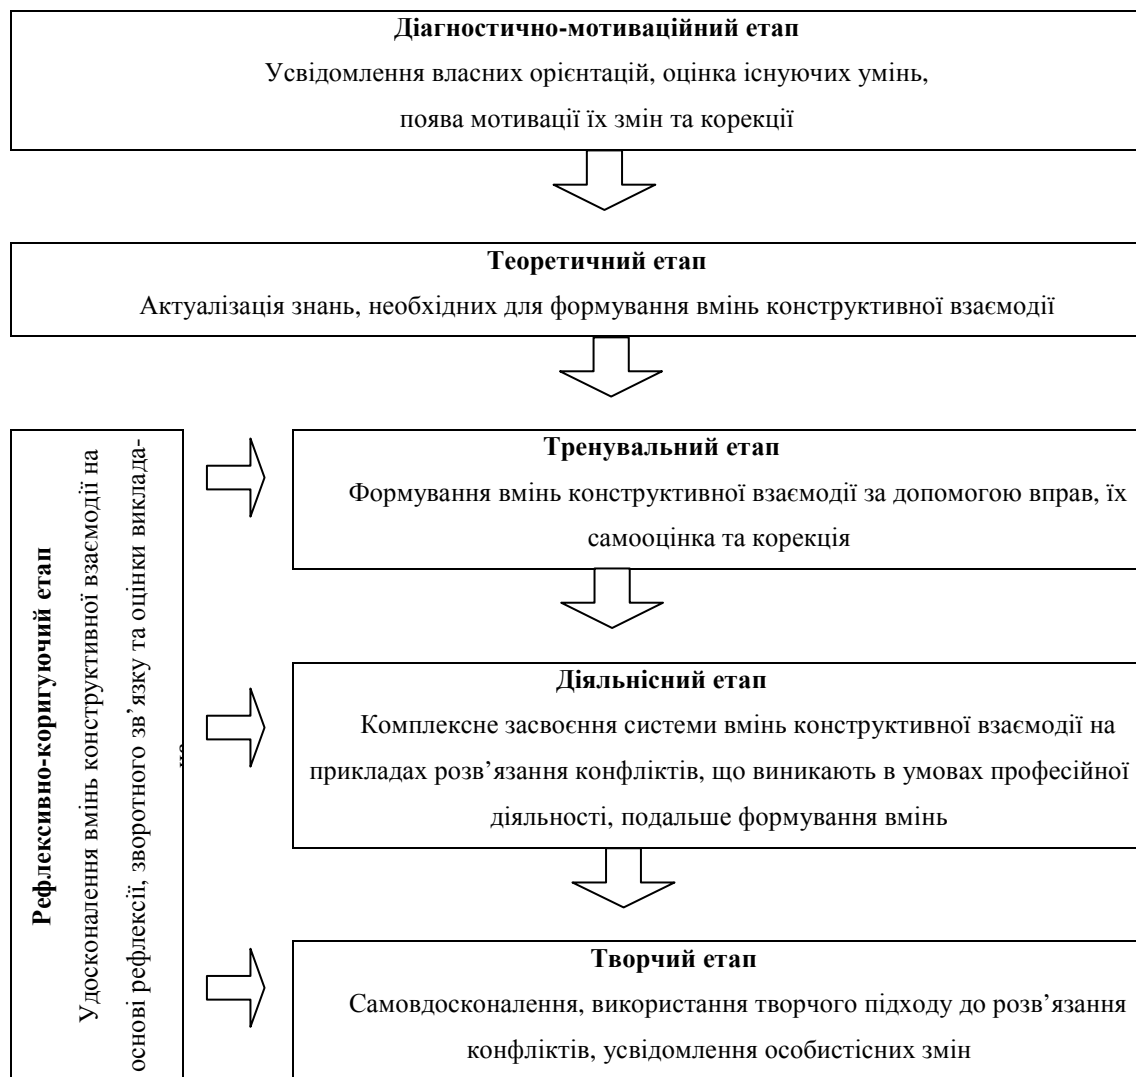 Діагностично-мотиваційний етап
Усвідомлення власних орієнтацій, оцінка існуючих умінь,
поява мотивації їх змін та корекції
Теоретичний етап
Актуалізація знань, необхідних для формування вмінь конструктивної взаємодії
Рефлексивно-коригуючий етап
Удосконалення вмінь конструктивної взаємодії на
основі рефлексії, зворотного зв’язку та оцінки виклада-
Тренувальний етап
Формування вмінь конструктивної взаємодії за допомогою вправ, їх
самооцінка та корекція
Діяльнісний етап
Комплексне засвоєння системи вмінь конструктивної взаємодії на
прикладах розв’язання конфліктів, що виникають в умовах професійної
діяльності, подальше формування вмінь
Творчий етап
Самовдосконалення, використання творчого підходу до розв’язання
конфліктів, усвідомлення особистісних змін